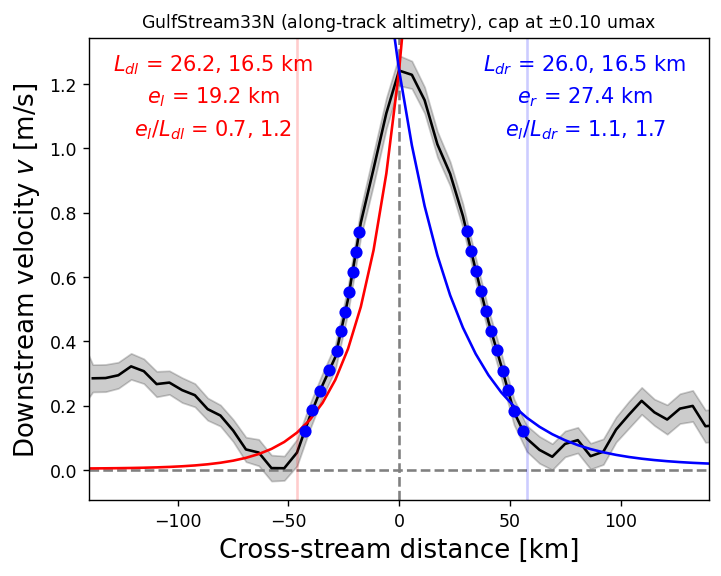 GulfStream33N (along-track altimetry), cap at ±0.10 umax
L_dl = 26.2, 16.5 km
e_l = 19.2 km
e_l/L_dl = 0.7, 1.2
L_dr = 26.0, 16.5 km
e_r = 27.4 km
e_l/L_dr = 1.1, 1.7
Downstream velocity v [m/s]
1.2
1.0
0.8
0.6
0.4
0.2
0.0
−100
−50
0
50
100
Cross-stream distance [km]